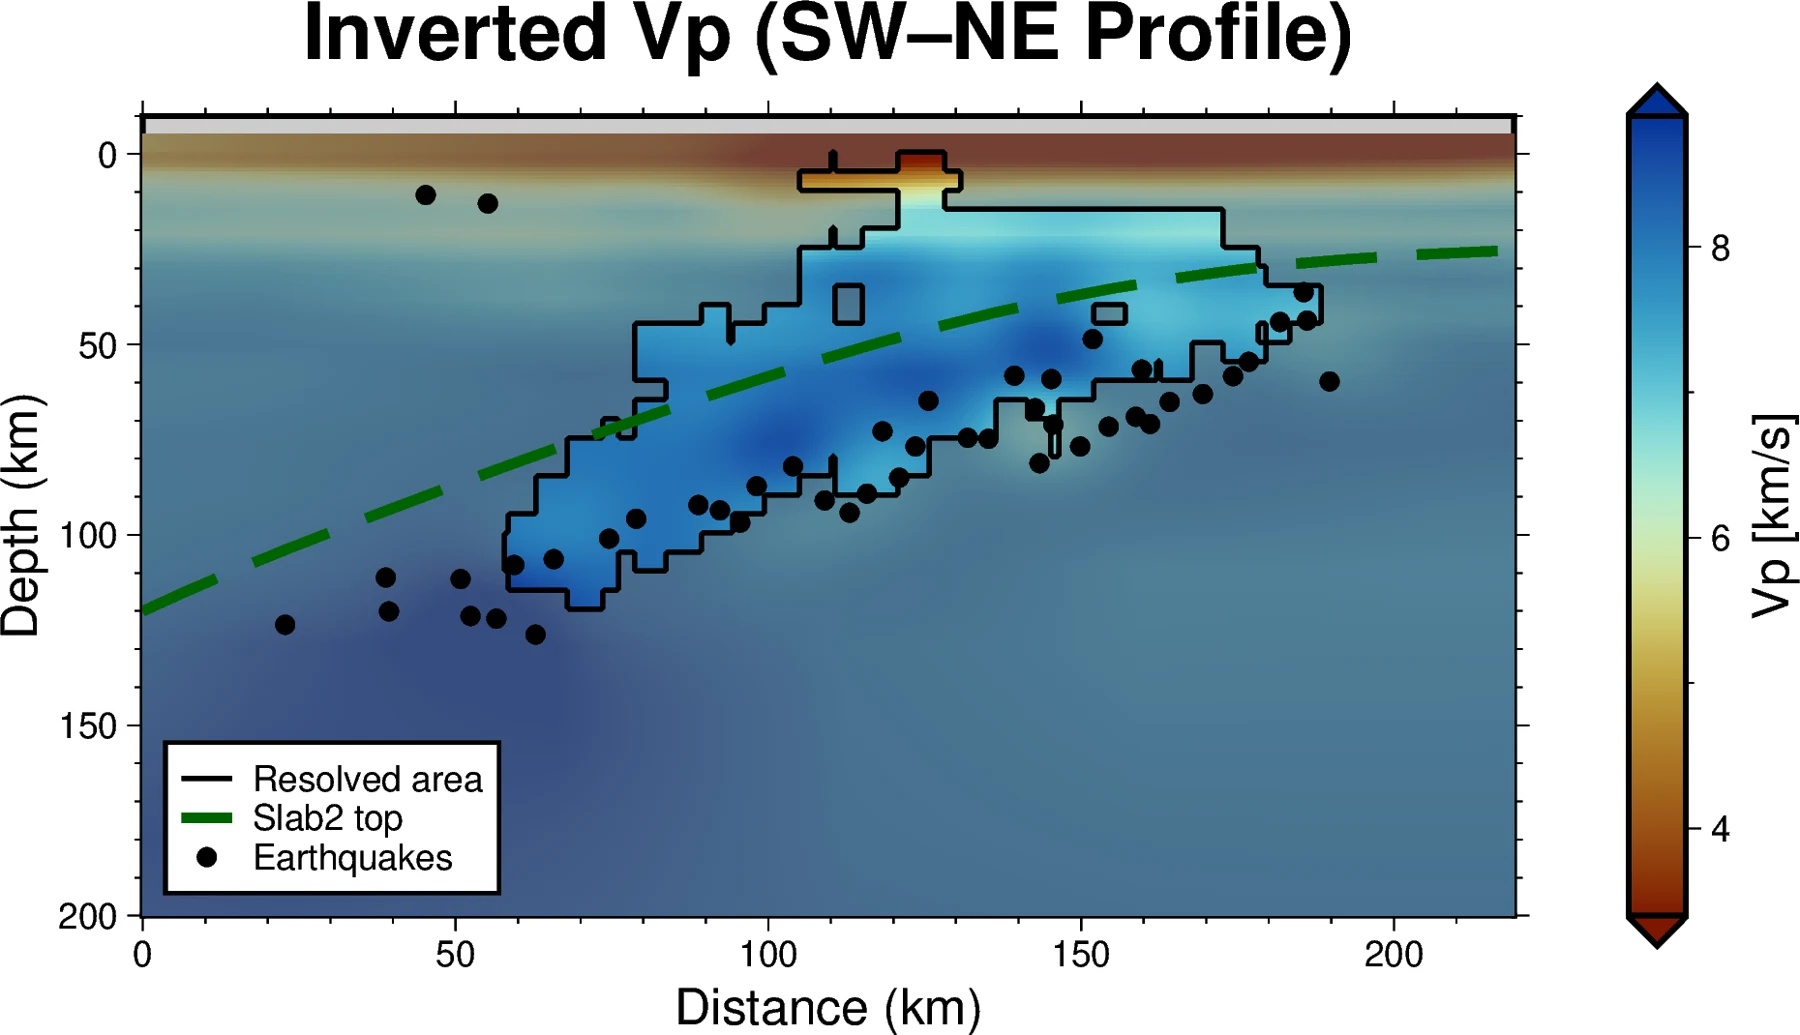 Inverted Vp (SW–NE Profile)
0
50
100
150
200
Depth (km)
Resolved area
Slab2 top
Earthquakes
0
50
100
150
200
Distance (km)
8
6
4
Vp [km/s]